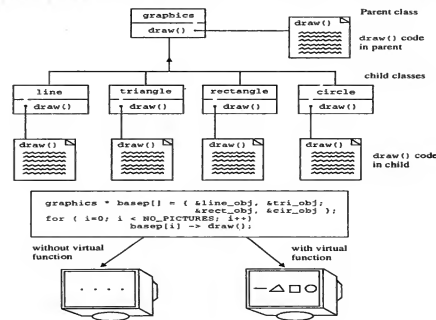 graphics
draw()
Parent class
draw()
draw() code
in parent
child classes
line
draw()
triangle
draw()
rectangle
draw()
circle
draw()
draw()
draw()
draw()
draw()
draw() code
in child
graphics * basep[] = { &line_obj, &tri_obj,
&rect_obj, &cir_obj };
for ( i=0; i < NO_PICTURES; i++)
basep[i] -> draw();
without virtual
function
with virtual
function